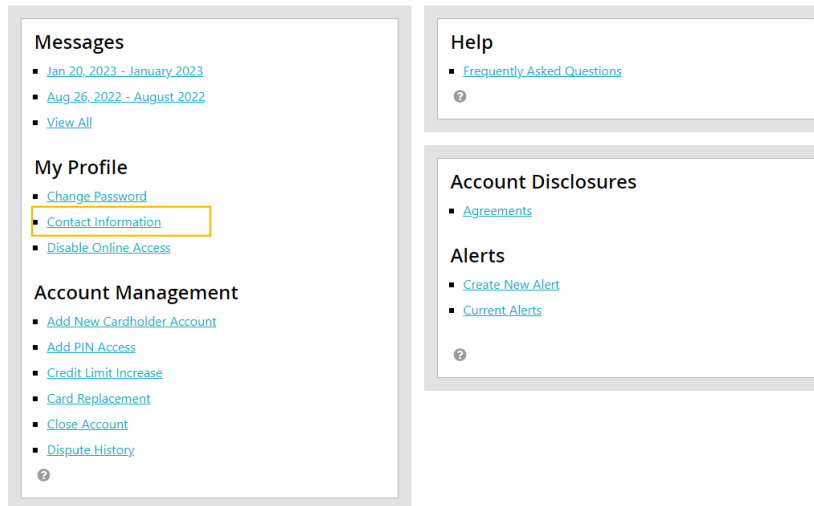 Messages
Jan 20, 2023 - January 2023
Aug 26, 2022 - August 2022
View All
My Profile
Change Password
Contact Information
Disable Online Access
Account Management
Add New Cardholder Account
Add PIN Access
Credit Limit Increase
Card Replacement
Close Account
Dispute History
?
Help
Frequently Asked Questions
?
Account Disclosures
Agreements
Alerts
Create New Alert
Current Alerts
?